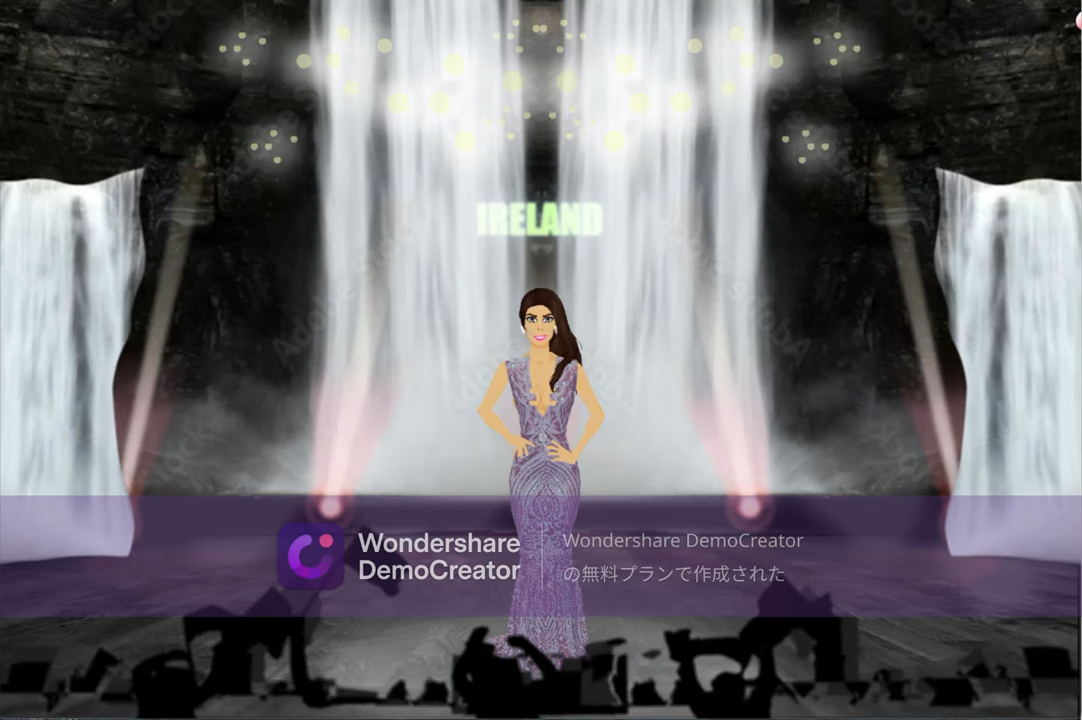 IRELAND
Wondershare
DemoCreator
Wondershare DemoCreator
の無料プランで作成された